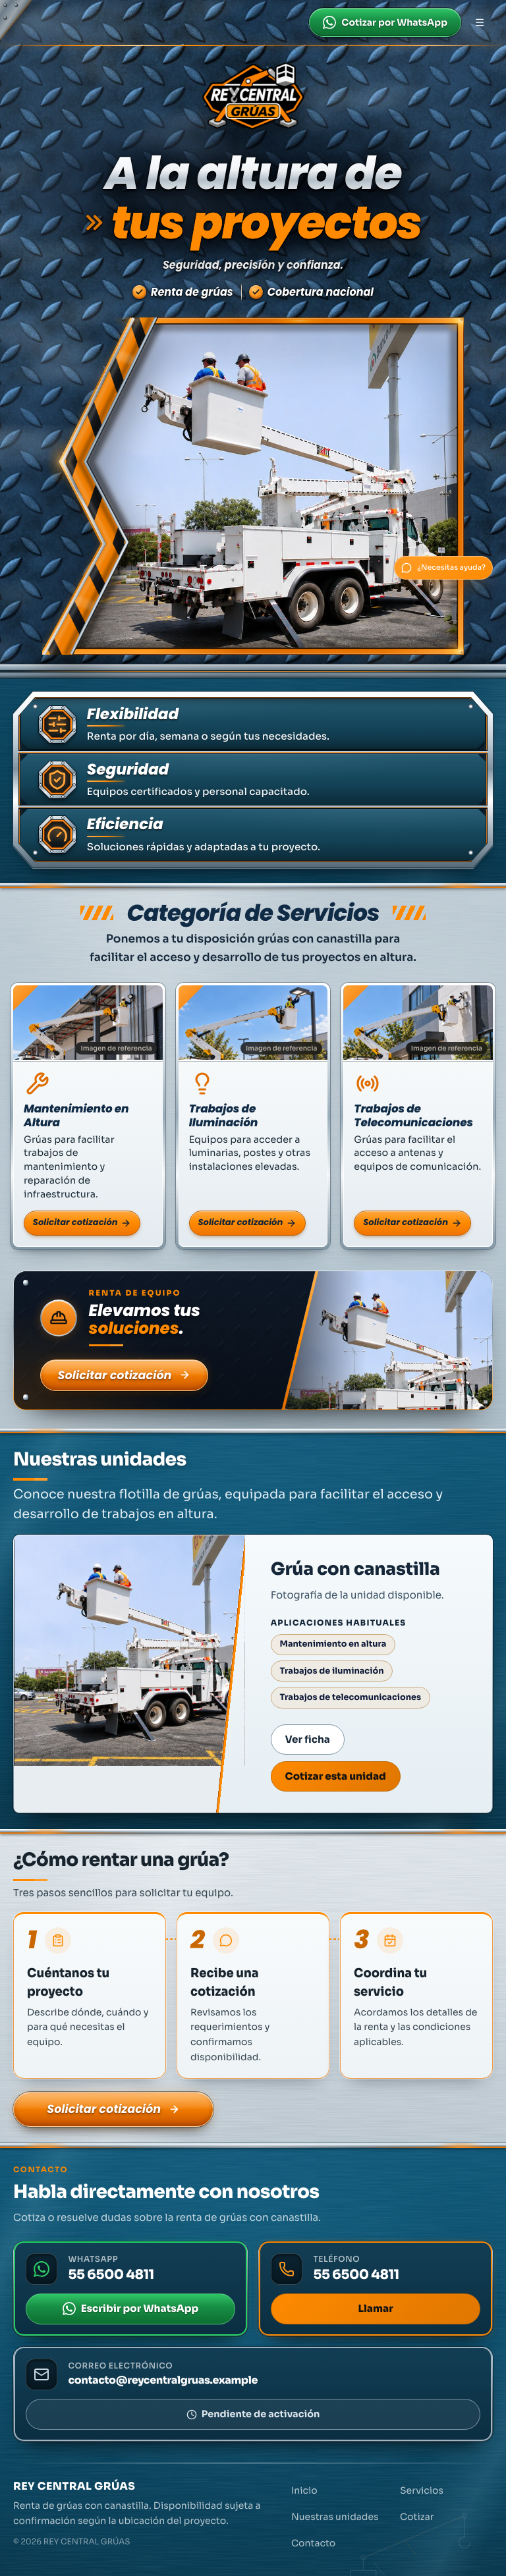 Cotizar por WhatsApp
REY CENTRAL
GRÚAS
A la altura de
tus proyectos
Seguridad, precisión y confianza.
Renta de grúas
Cobertura nacional
¿Necesitas ayuda?
Flexibilidad
Renta por día, semana o según tus necesidades.
Seguridad
Equipos certificados y personal capacitado.
Eficiencia
Soluciones rápidas y adaptadas a tu proyecto.
Categoría de Servicios
Ponemos a tu disposición grúas con canastilla para
facilitar el acceso y desarrollo de tus proyectos en altura.
Imagen de referencia
Mantenimiento en
Altura
Grúas para facilitar
trabajos de
mantenimiento y
reparación de
infraestructura.
Solicitar cotización
Imagen de referencia
Trabajos de
Iluminación
Equipos para acceder a
luminarias, postes y otras
instalaciones elevadas.
Solicitar cotización
Imagen de referencia
Trabajos de
Telecomunicaciones
Grúas para facilitar el
acceso a antenas y
equipos de comunicación.
Solicitar cotización
RENTA DE EQUIPO
Elevamos tus
soluciones.
Solicitar cotización
Nuestras unidades
Conoce nuestra flotilla de grúas, equipada para facilitar el acceso y
desarrollo de trabajos en altura.
Grúa con canastilla
Fotografía de la unidad disponible.
APLICACIONES HABITUALES
Mantenimiento en altura
Trabajos de iluminación
Trabajos de telecomunicaciones
Ver ficha
Cotizar esta unidad
¿Cómo rentar una grúa?
Tres pasos sencillos para solicitar tu equipo.
1
Cuéntanos tu
proyecto
Describe dónde, cuándo y
para qué necesitas el
equipo.
2
Recibe una
cotización
Revisamos los
requerimientos y
confirmamos
disponibilidad.
3
Coordina tu
servicio
Acordamos los detalles de
la renta y las condiciones
aplicables.
Solicitar cotización
CONTACTO
Habla directamente con nosotros
Cotiza o resuelve dudas sobre la renta de grúas con canastilla.
WHATSAPP
55 6500 4811
Escribir por WhatsApp
TELÉFONO
55 6500 4811
Llamar
CORREO ELECTRÓNICO
contacto@reycentralgruas.example
Pendiente de activación
REY CENTRAL GRÚAS
Renta de grúas con canastilla. Disponibilidad sujeta a
confirmación según la ubicación del proyecto.
© 2026 REY CENTRAL GRÚAS
Inicio
Servicios
Nuestras unidades
Cotizar
Contacto